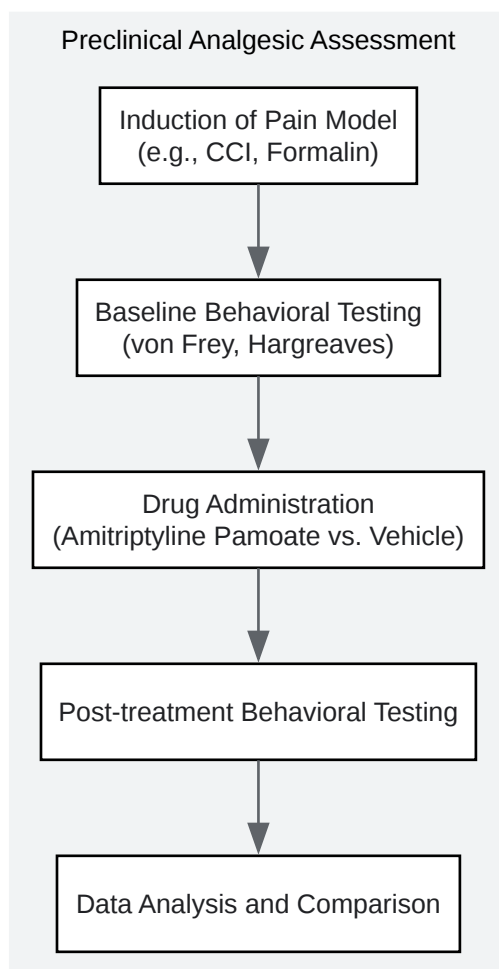 Preclinical Analgesic Assessment
Induction of Pain Model
(e.g., CCI, Formalin)
Baseline Behavioral Testing
(von Frey, Hargreaves)
Drug Administration
(Amitriptyline Pamoate vs. Vehicle)
Post-treatment Behavioral Testing
Data Analysis and Comparison